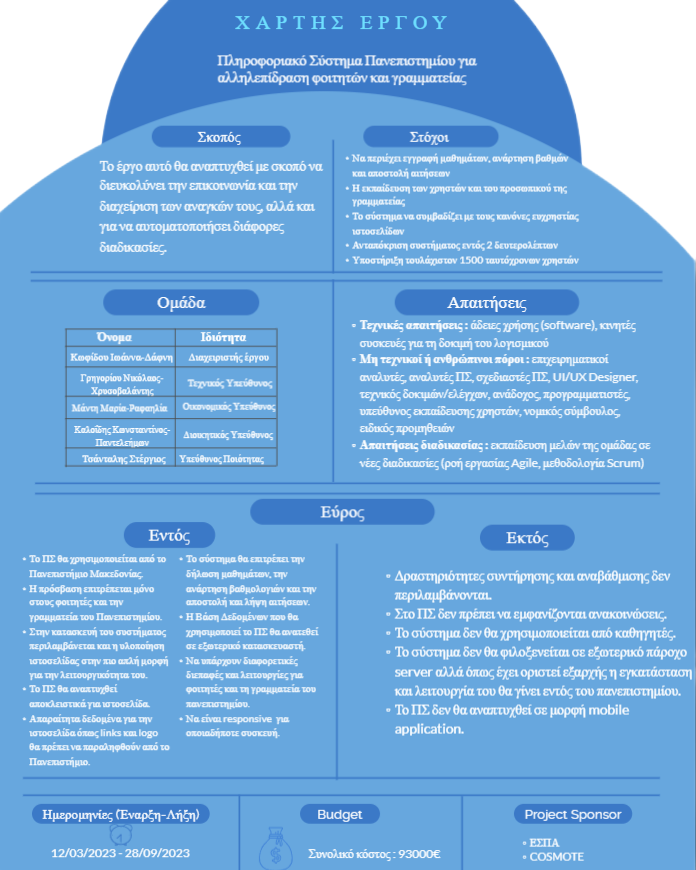 ΧΑΡΤΗΣ ΕΡΓΟΥ
Πληροφοριακό Σύστημα Πανεπιστημίου για
αλληλεπίδραση φοιτητών και γραμματείας
Σκοπός
Το έργο αυτό θα αναπτυχθεί με σκοπό να
διευκολύνει την επικοινωνία και την
διαχείριση των αναγκών τους, αλλά και
για να αυτοματοποιήσει διάφορες
διαδικασίες.
Στόχοι
• Να περιέχει εγγραφή μαθημάτων, ανάρτηση βαθμών
και αποστολή αιτήσεων
• Η εκπαίδευση των χρηστών και του προσωπικού της
γραμματείας
• Το σύστημα να συμβαδίζει με τους κανόνες ευχρηστίας
ιστοσελίδων
• Ανταπόκριση συστήματος εντός 2 δευτερολέπτων
• Υποστήριξη τουλάχιστον 1500 ταυτόχρονων χρηστών
Ομάδα
Όνομα Ιδιότητα
Κωφίδου Ιωάννα-Δάφνη Διαχειριστής έργου
Γρηγορίου Νικόλαος-
Χρυσοβαλάντης Τεχνικός Υπεύθυνος
Μάντη Μαρία-Ραφαηλία Οικονομικός Υπεύθυνος
Καλαϊδης Κωνσταντίνος-
Παντελεήμων Διοικητικός Υπεύθυνος
Τσάνταλης Στέργιος Υπεύθυνος Ποιότητας
Απαιτήσεις
• Τεχνικές απαιτήσεις : άδειες χρήσης (software), κινητές
συσκευές για τη δοκιμή του λογισμικού
• Μη τεχνικοί ή ανθρώπινοι πόροι : επιχειρηματικοί
αναλυτές, αναλυτές ΠΣ, σχεδιαστές ΠΣ, UI/UX Designer,
τεχνικός δοκιμών/ελέγχων, ανάδοχος, προγραμματιστές,
υπεύθυνος εκπαίδευσης χρηστών, νομικός σύμβουλος,
ειδικός προμηθειών
• Απαιτήσεις διαδικασίας : εκπαίδευση μελών της ομάδας σε
νέες διαδικασίες (ροή εργασίας Agile, μεθοδολογία Scrum)
Εύρος
Εντός
• Το ΠΣ θα χρησιμοποιείται από το
Πανεπιστήμιο Μακεδονίας.
• Η πρόσβαση επιτρέπεται μόνο
στους φοιτητές και την
γραμματεία του Πανεπιστημίου.
• Στην κατασκευή του συστήματος
περιλαμβάνεται και η υλοποίηση
ιστοσελίδας στην πιο απλή μορφή
για την λειτουργικότητα του.
• Το ΠΣ θα αναπτυχθεί
αποκλειστικά για ιστοσελίδα.
• Απαραίτητα δεδομένα για την
ιστοσελίδα όπως links και logo
θα πρέπει να παραληφθούν από το
Πανεπιστήμιο.
• Το σύστημα θα επιτρέπει την
δήλωση μαθημάτων, την
ανάρτηση βαθμολογιών και την
αποστολή και λήψη αιτήσεων.
• Η Βάση Δεδομένων που θα
χρησιμοποιεί το ΠΣ θα ανατεθεί
σε εξωτερικό κατασκευαστή.
• Να υπάρχουν διαφορετικές
διεπαφές και λειτουργίες για
φοιτητές και τη γραμματεία του
πανεπιστημίου.
• Να είναι responsive για
οποιαδήποτε συσκευή.
Εκτός
• Δραστηριότητες συντήρησης και αναβάθμισης δεν
περιλαμβάνονται.
• Στο ΠΣ δεν πρέπει να εμφανίζονται ανακοινώσεις.
• Το σύστημα δεν θα χρησιμοποιείται από καθηγητές.
• Το σύστημα δεν θα φιλοξενείται σε εξωτερικό πάροχο
server αλλά όπως έχει οριστεί εξαρχής η εγκατάσταση
και λειτουργία του θα γίνει εντός του πανεπιστημίου.
• Το ΠΣ δεν θα αναπτυχθεί σε μορφή mobile
application.
Ημερομηνίες (Έναρξη-Λήξη)
12/03/2023 - 28/09/2023
Budget
Συνολικό κόστος : 93000€
Project Sponsor
• ΕΣΠΑ
• COSMOTE